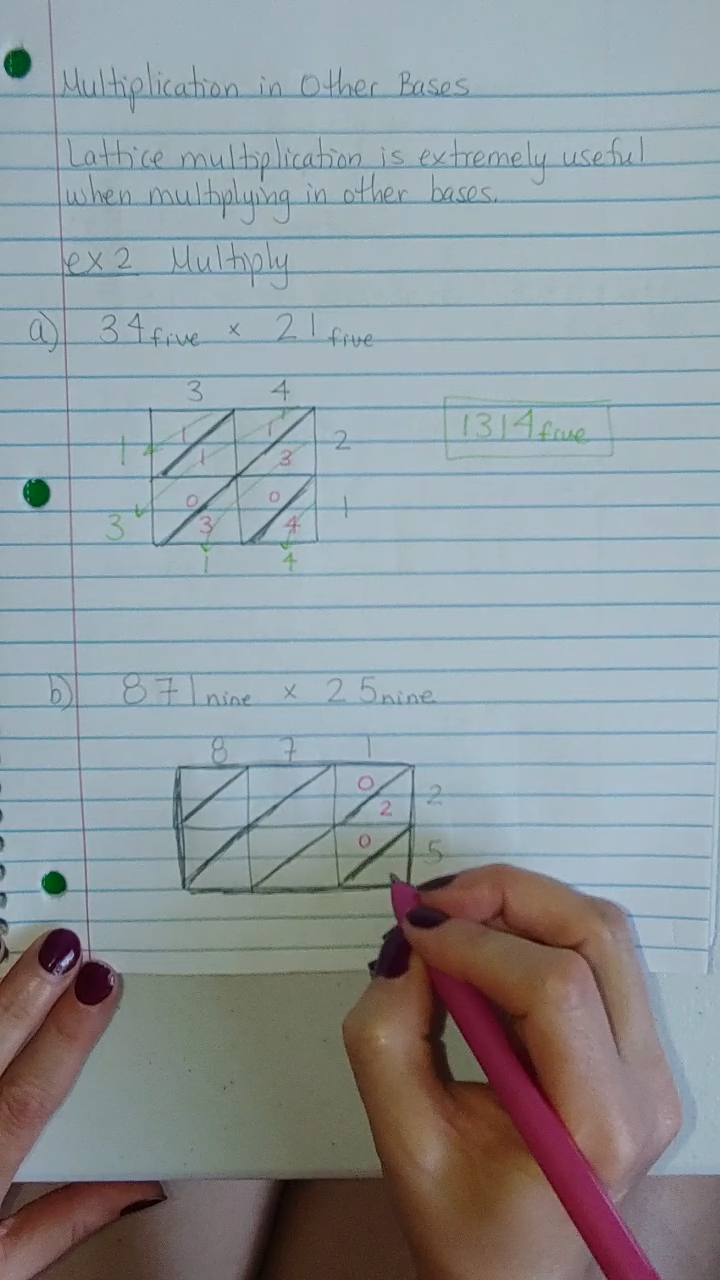 Multiplication in Other Bases
Lattice multiplication is extremely useful
when multiplying in other bases.
ex 2 Multiply
a) 34five × 21five
3 4
1 1 1 2
1 3
1314five
0 0 1
3 3 4
1 4
b) 871nine × 25nine
8 7 1
0 2
2
0 5